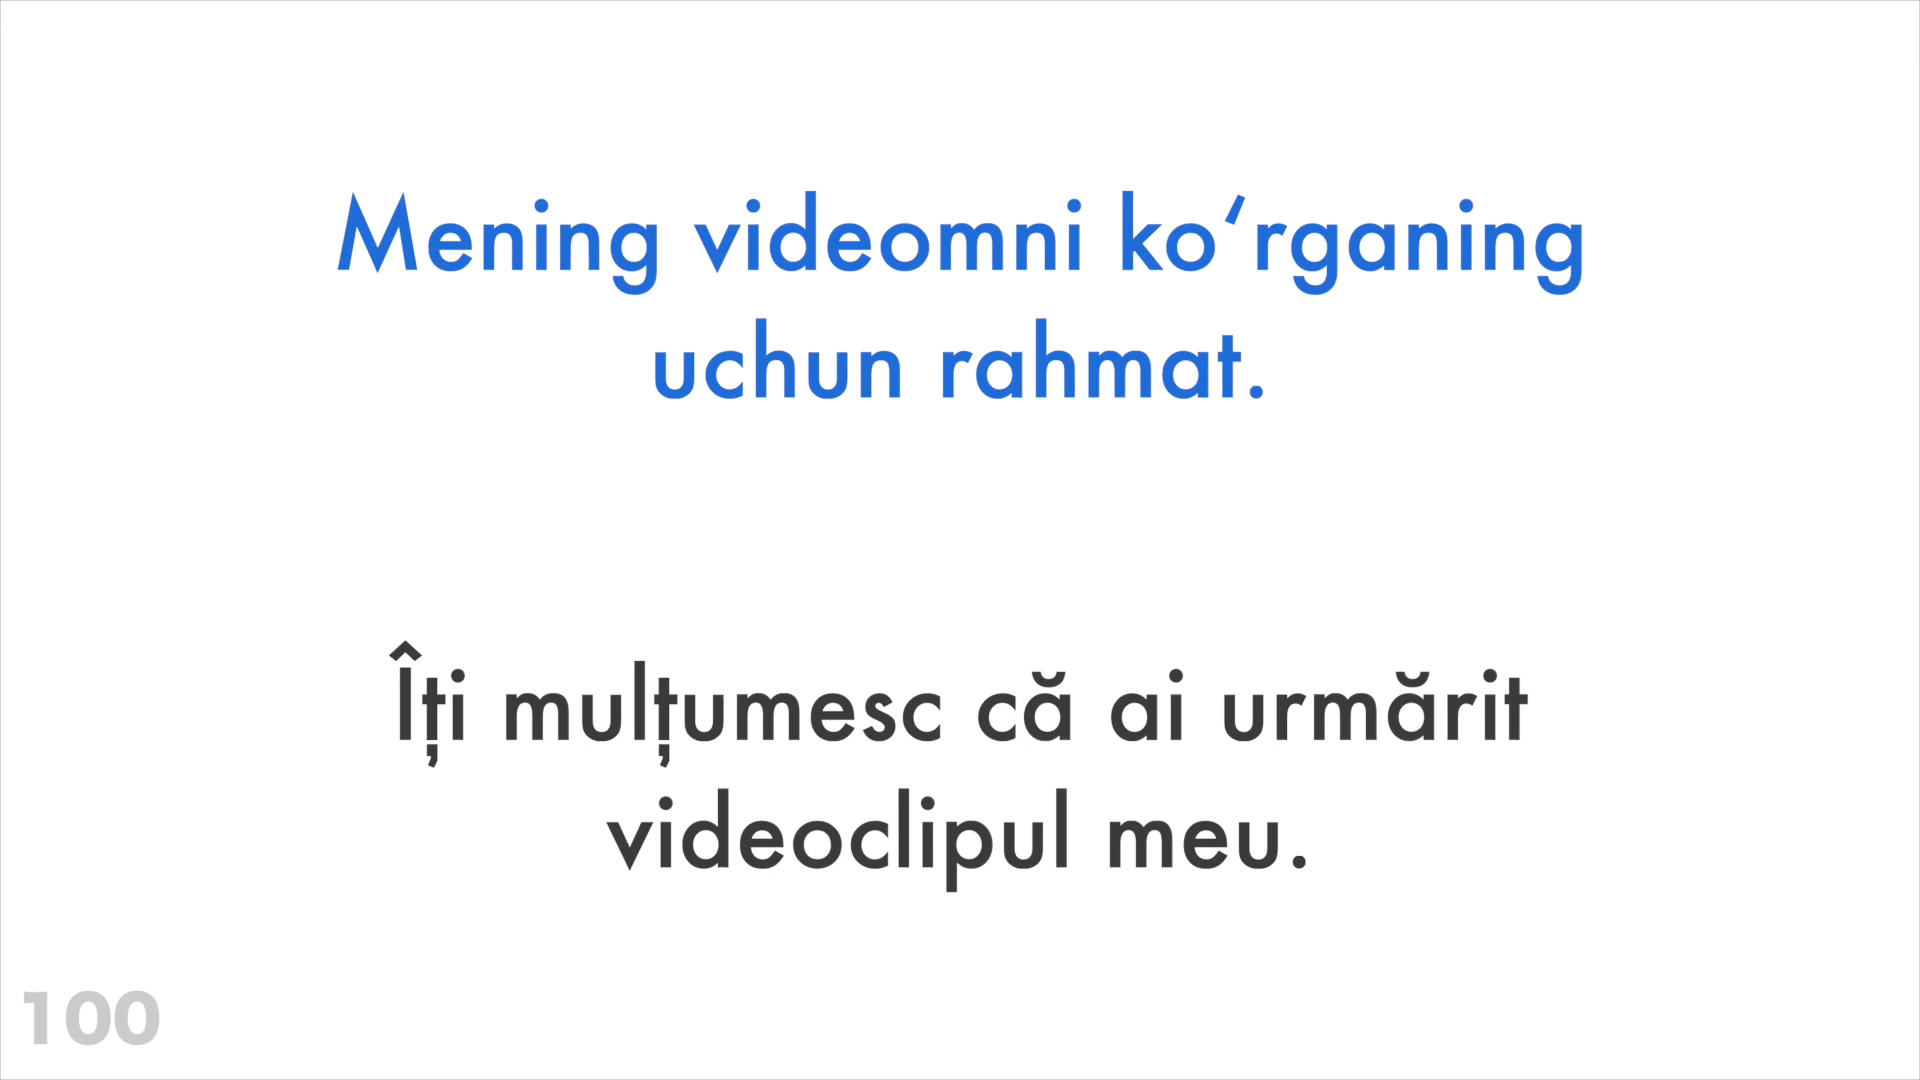 Mening videomni ko‘rganing
uchun rahmat.
Îți mulțumesc că ai urmărit
videoclipul meu.
100